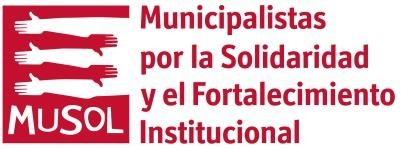 MUSOL
Municipalistas
por la Solidaridad
y el Fortalecimiento
Institucional